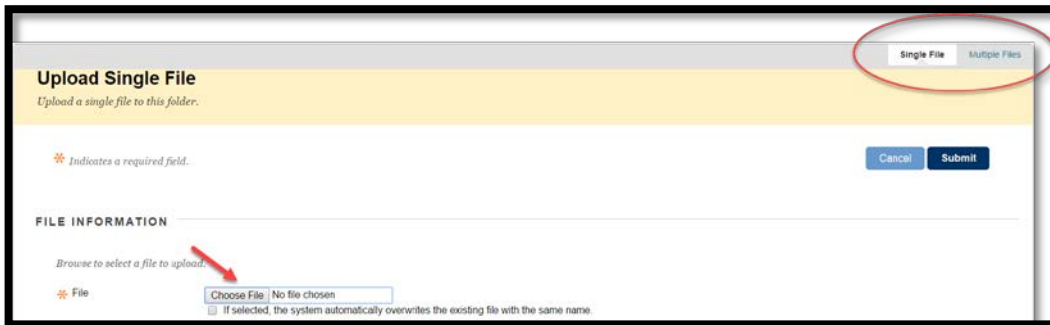 Single File Multiple Files
Upload Single File
Upload a single file to this folder.
* Indicates a required field.
Cancel Submit
FILE INFORMATION
Browse to select a file to upload.
* File Choose File No file chosen
If selected, the system automatically overwrites the existing file with the same name.